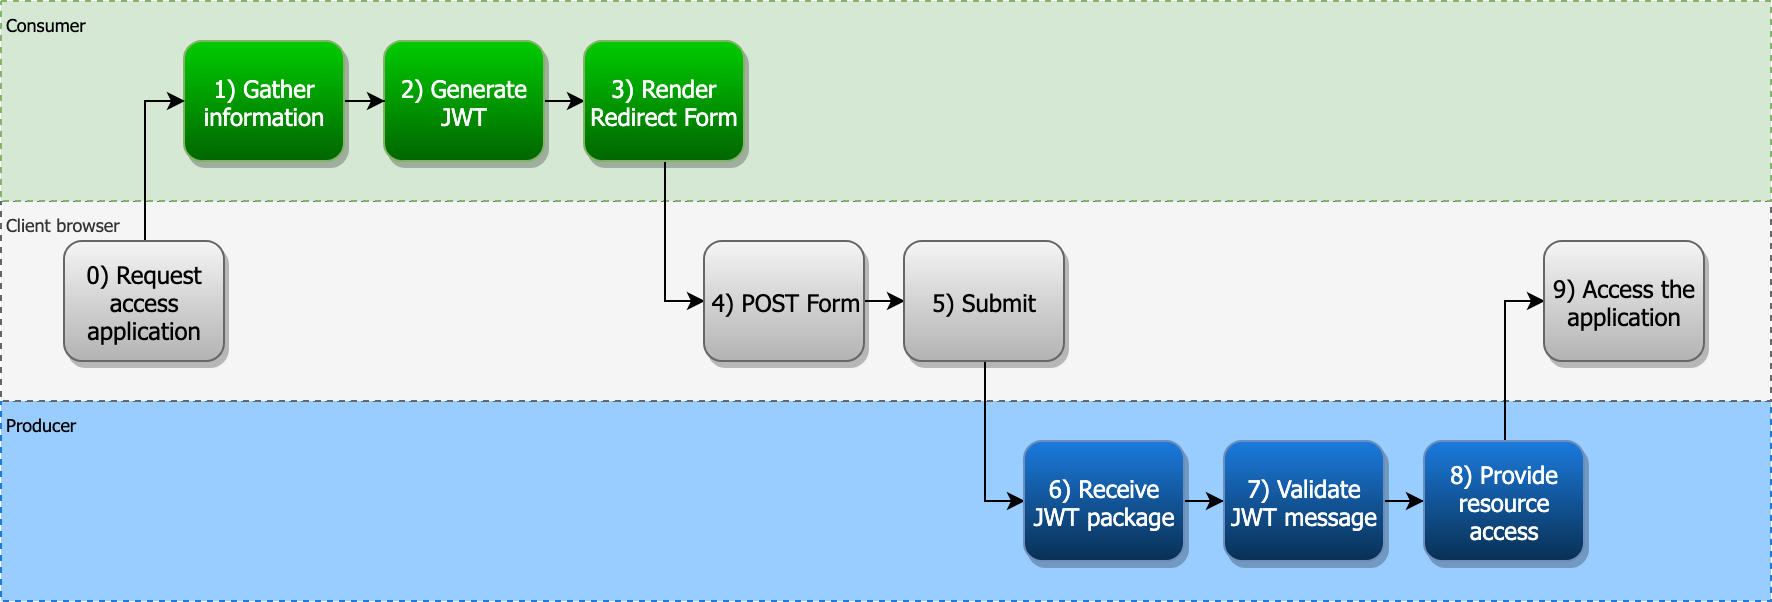 Consumer
1) Gather
information
2) Generate
JWT
3) Render
Redirect Form
Client browser
0) Request
access
application
4) POST Form
5) Submit
9) Access the
application
Producer
6) Receive
JWT package
7) Validate
JWT message
8) Provide
resource
access